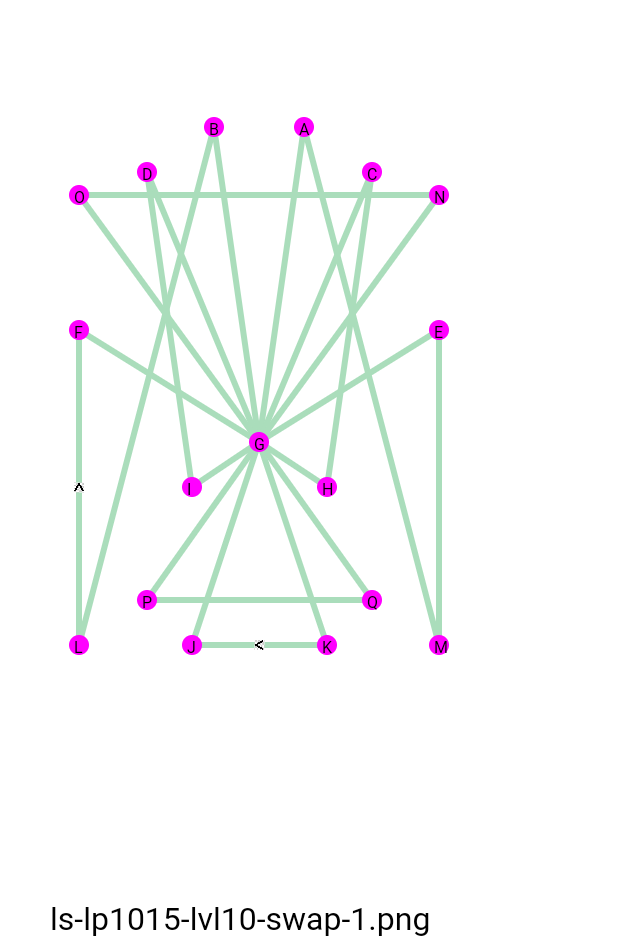 B A
D C
O N
F E
G
I H
P Q
L J K M
ls-lp1015-lvl10-swap-1.png